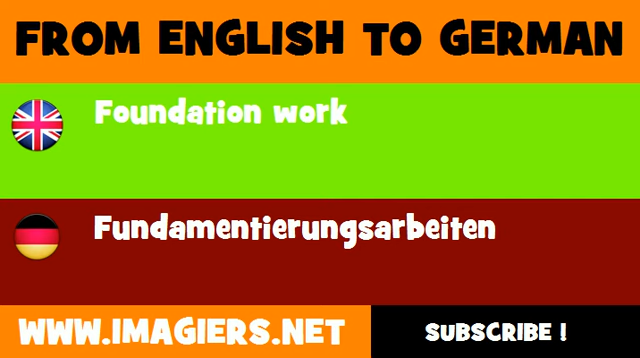 FROM ENGLISH TO GERMAN
Foundation work
Fundamentierungsarbeiten
WWW.IMAGIERS.NET
SUBSCRIBE !